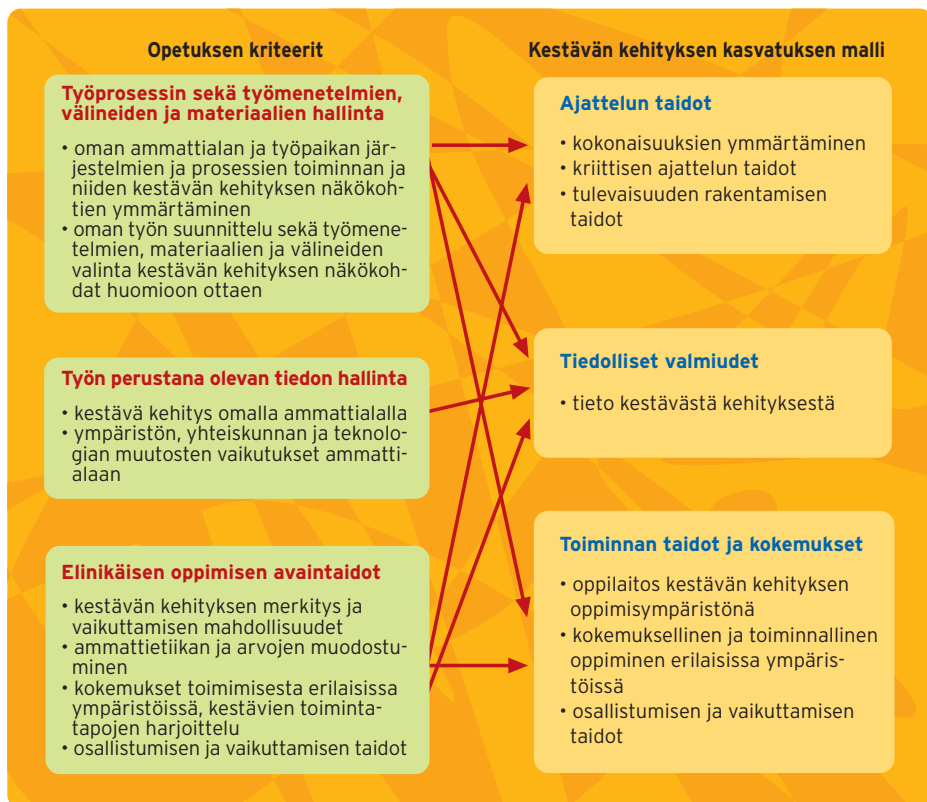 Opetuksen kriteerit
Työprosessin sekä työmenetelmien,
välineiden ja materiaalien hallinta
• oman ammattialan ja työpaikan jär-
jestelmien ja prosessien toiminnan ja
niiden kestävän kehityksen näkökoh-
tien ymmärtäminen
• oman työn suunnittelu sekä työmene-
telmien, materiaalien ja välineiden
valinta kestävän kehityksen näkökoh-
dat huomioon ottaen
Työn perustana olevan tiedon hallinta
• kestävä kehitys omalla ammattialalla
• ympäristön, yhteiskunnan ja teknolo-
gian muutosten vaikutukset ammatti-
alaan
Elinikäisen oppimisen avaintaidot
• kestävän kehityksen merkitys ja
vaikuttamisen mahdollisuudet
• ammattietiikan ja arvojen muodostu-
minen
• kokemukset toimimisesta erilaisissa
ympäristöissä, kestävien toiminta-
tapojen harjoittelu
• osallistumisen ja vaikuttamisen taidot
Kestävän kehityksen kasvatuksen malli
Ajattelun taidot
• kokonaisuuksien ymmärtäminen
• kriittisen ajattelun taidot
• tulevaisuuden rakentamisen
taidot
Tiedolliset valmiudet
• tieto kestävästä kehityksestä
Toiminnan taidot ja kokemukset
• oppilaitos kestävän kehityksen
oppimisympäristönä
• kokemuksellinen ja toiminnallinen
oppiminen erilaisissa ympäris-
töissä
• osallistumisen ja vaikuttamisen
taidot